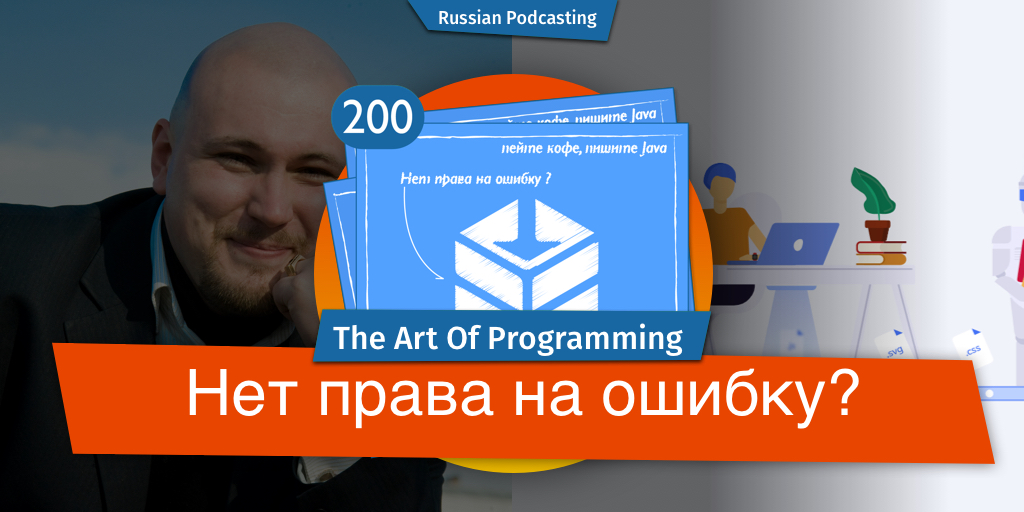 Russian Podcasting
200
кофе, пишите Java
пейте кофе, пишите Java
Нет права на ошибку ?
The Art Of Programming
Нет права на ошибку?
.svg
.css